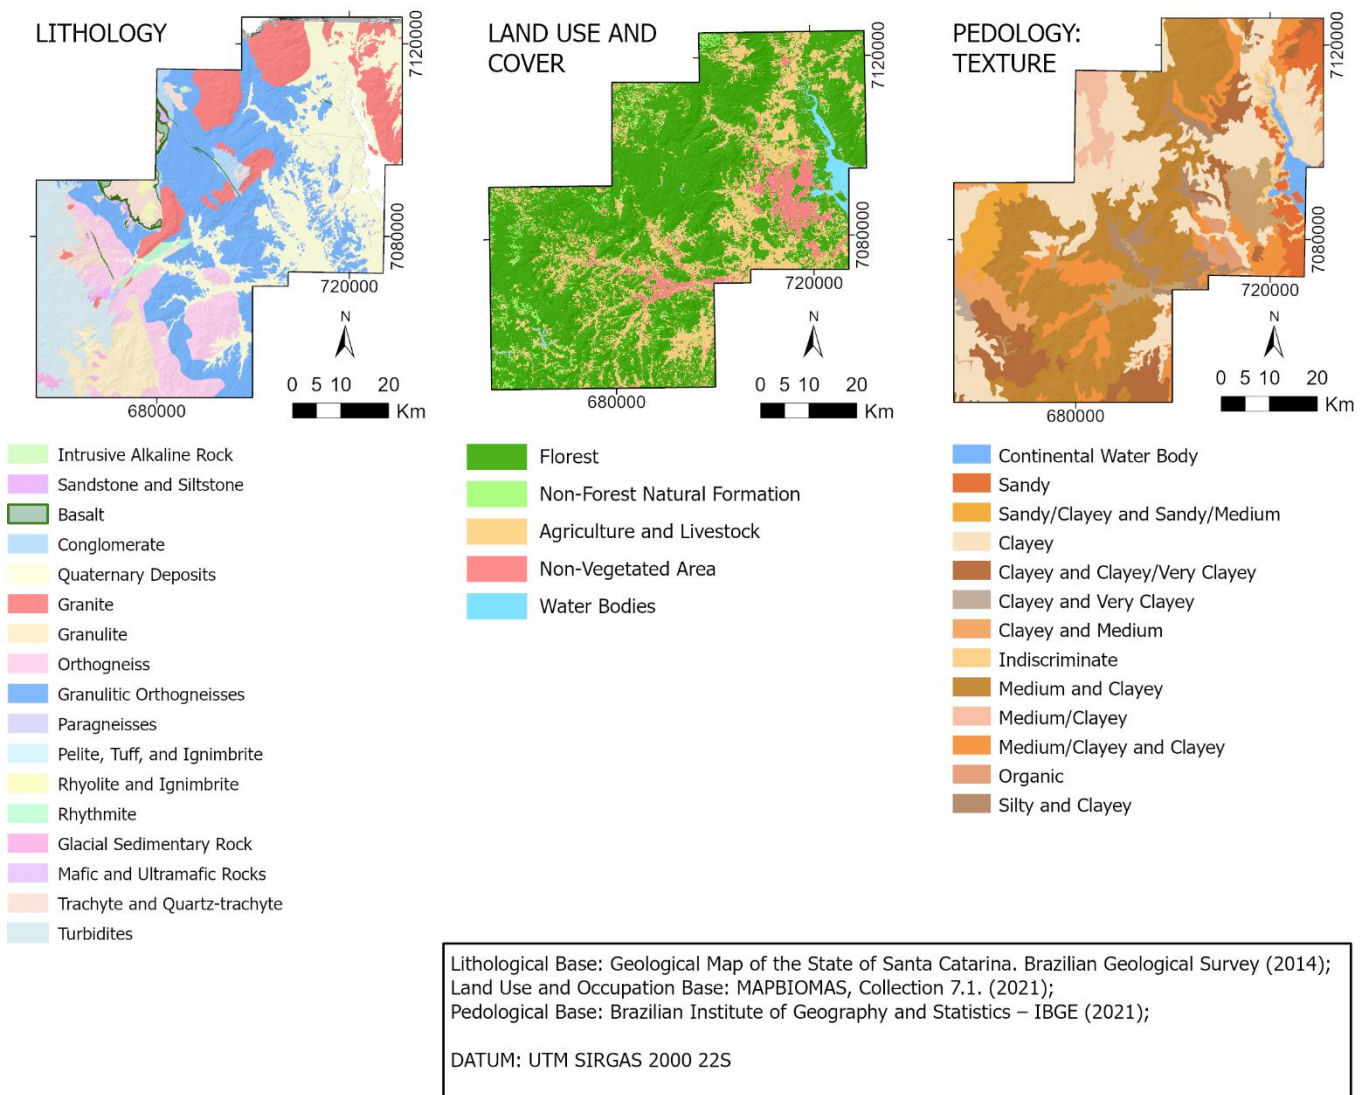 LITHOLOGY
7120000
7080000
720000
N
0 5 10 20
Km
680000
Intrusive Alkaline Rock
Sandstone and Siltstone
Basalt
Conglomerate
Quaternary Deposits
Granite
Granulite
Orthogneiss
Granulitic Orthogneisses
Paragneisses
Pelite, Tuff, and Ignimbrite
Rhyolite and Ignimbrite
Rhythmite
Glacial Sedimentary Rock
Mafic and Ultramafic Rocks
Trachyte and Quartz-trachyte
Turbidites
LAND USE AND
COVER
7120000
7080000
720000
N
0 5 10 20
Km
680000
Florest
Non-Forest Natural Formation
Agriculture and Livestock
Non-Vegetated Area
Water Bodies
PEDOLOGY:
TEXTURE
7120000
7080000
720000
N
0 5 10 20
Km
680000
Continental Water Body
Sandy
Sandy/Clayey and Sandy/Medium
Clayey
Clayey and Clayey/Very Clayey
Clayey and Very Clayey
Clayey and Medium
Indiscriminate
Medium and Clayey
Medium/Clayey
Medium/Clayey and Clayey
Organic
Silty and Clayey
Lithological Base: Geological Map of the State of Santa Catarina. Brazilian Geological Survey (2014);
Land Use and Occupation Base: MAPBIOMAS, Collection 7.1. (2021);
Pedological Base: Brazilian Institute of Geography and Statistics – IBGE (2021);
DATUM: UTM SIRGAS 2000 22S